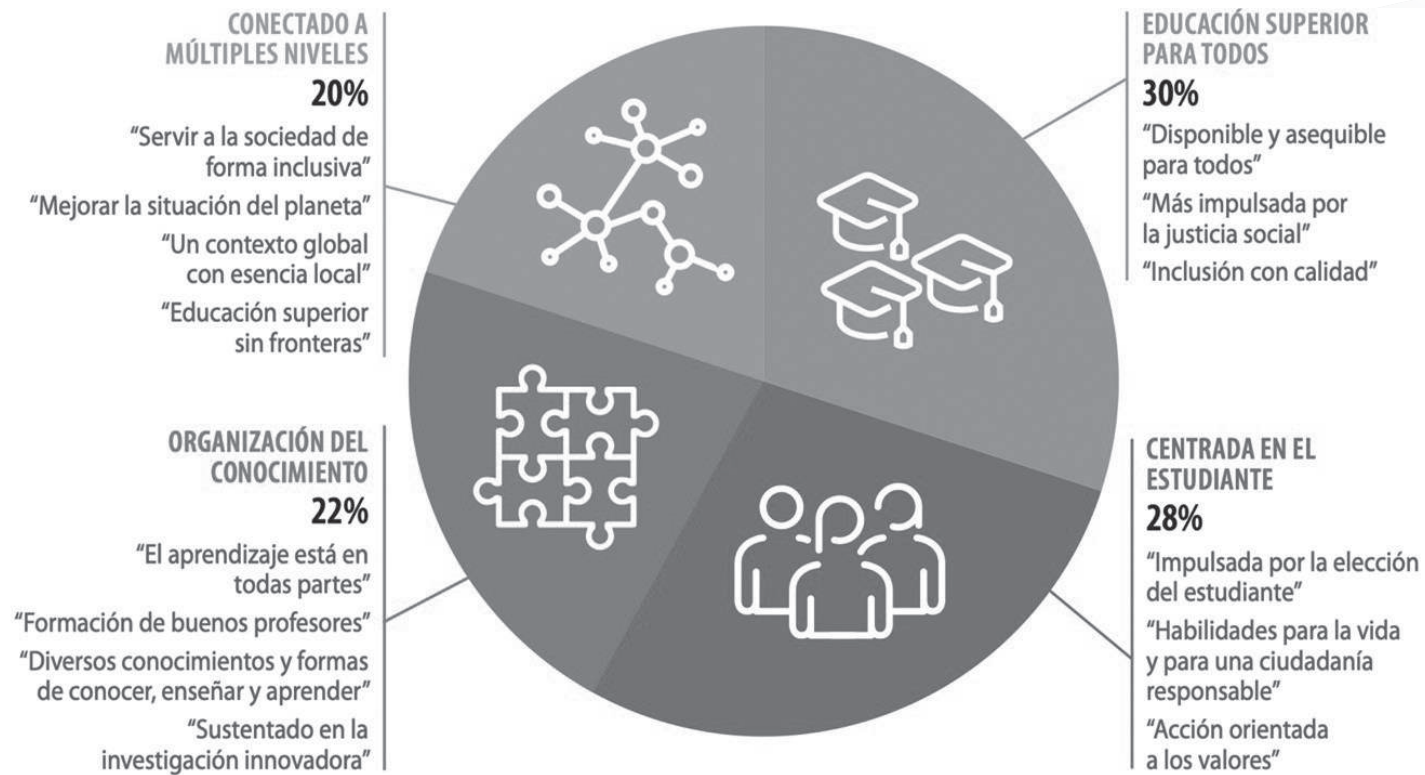 CONECTADO A
MÚLTIPLES NIVELES
20%
“Servir a la sociedad de
forma inclusiva”
“Mejorar la situación del planeta”
“Un contexto global
con esencia local”
“Educación superior
sin fronteras”
EDUCACIÓN SUPERIOR
PARA TODOS
30%
“Disponible y asequible
para todos”
“Más impulsada por
la justicia social”
“Inclusión con calidad”
ORGANIZACIÓN DEL
CONOCIMIENTO
22%
“El aprendizaje está en
todas partes”
“Formación de buenos profesores”
“Diversos conocimientos y formas
de conocer, enseñar y aprender”
“Sustentado en la
investigación innovadora”
CENTRADA EN EL
ESTUDIANTE
28%
“Impulsada por la elección
del estudiante”
“Habilidades para la vida
y para una ciudadanía
responsable”
“Acción orientada
a los valores”